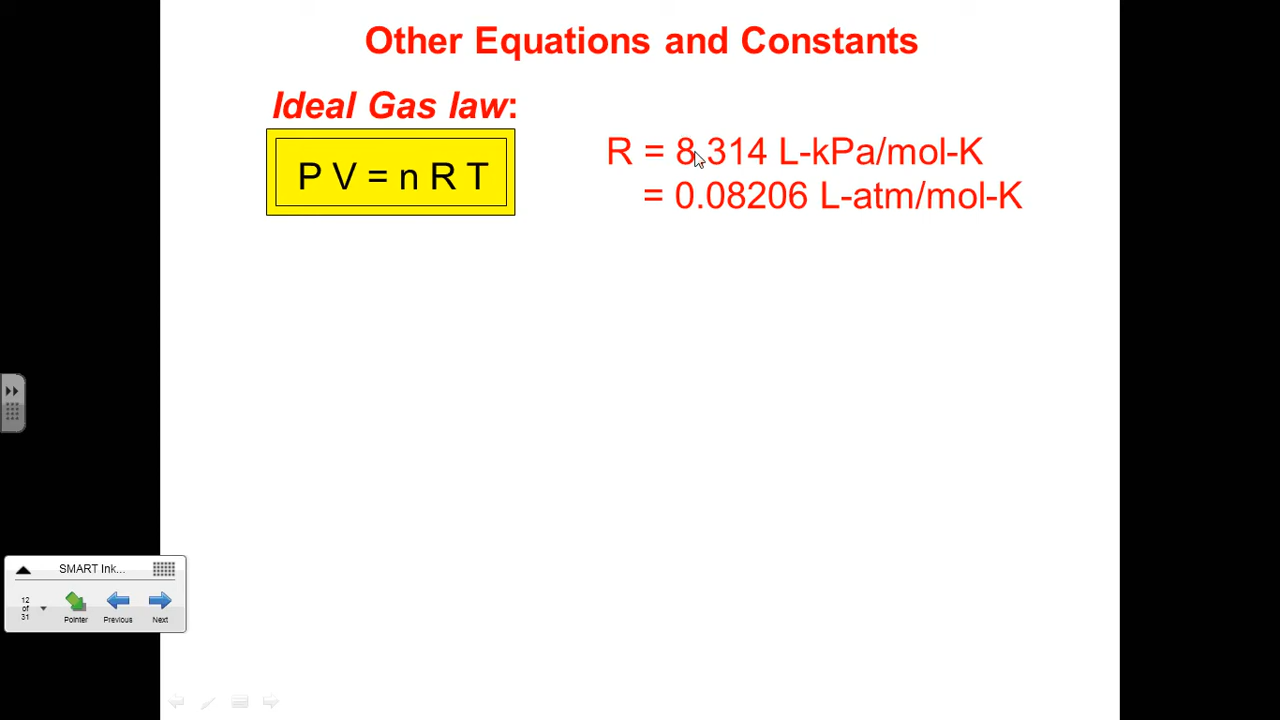 Other Equations and Constants
Ideal Gas law:
P V = n R T
R = 8.314 L-kPa/mol-K
= 0.08206 L-atm/mol-K
SMART Ink...
12
of
31
Pointer
Previous
Next